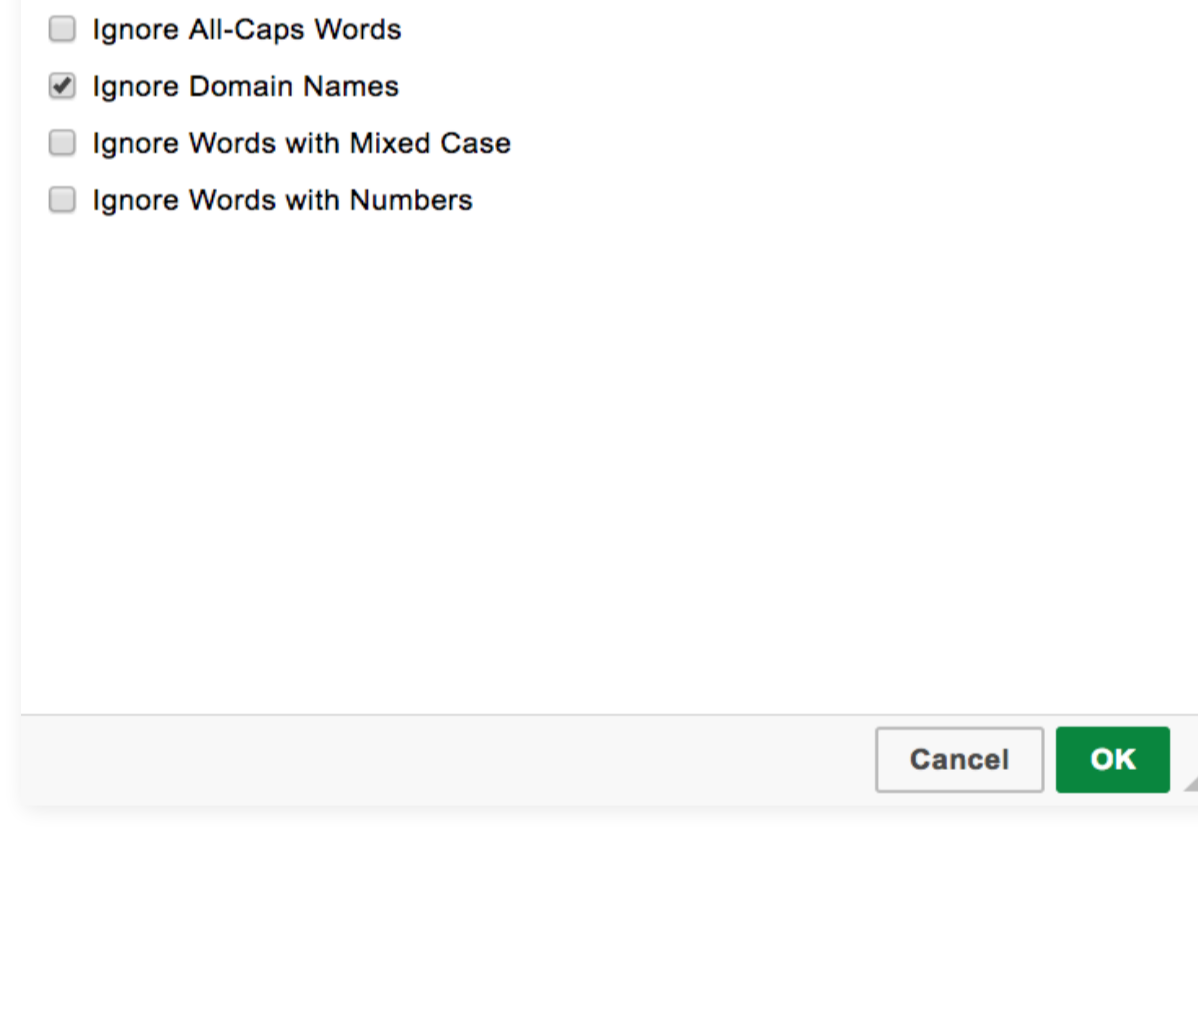 Ignore All-Caps Words
Ignore Domain Names
Ignore Words with Mixed Case
Ignore Words with Numbers
Cancel OK